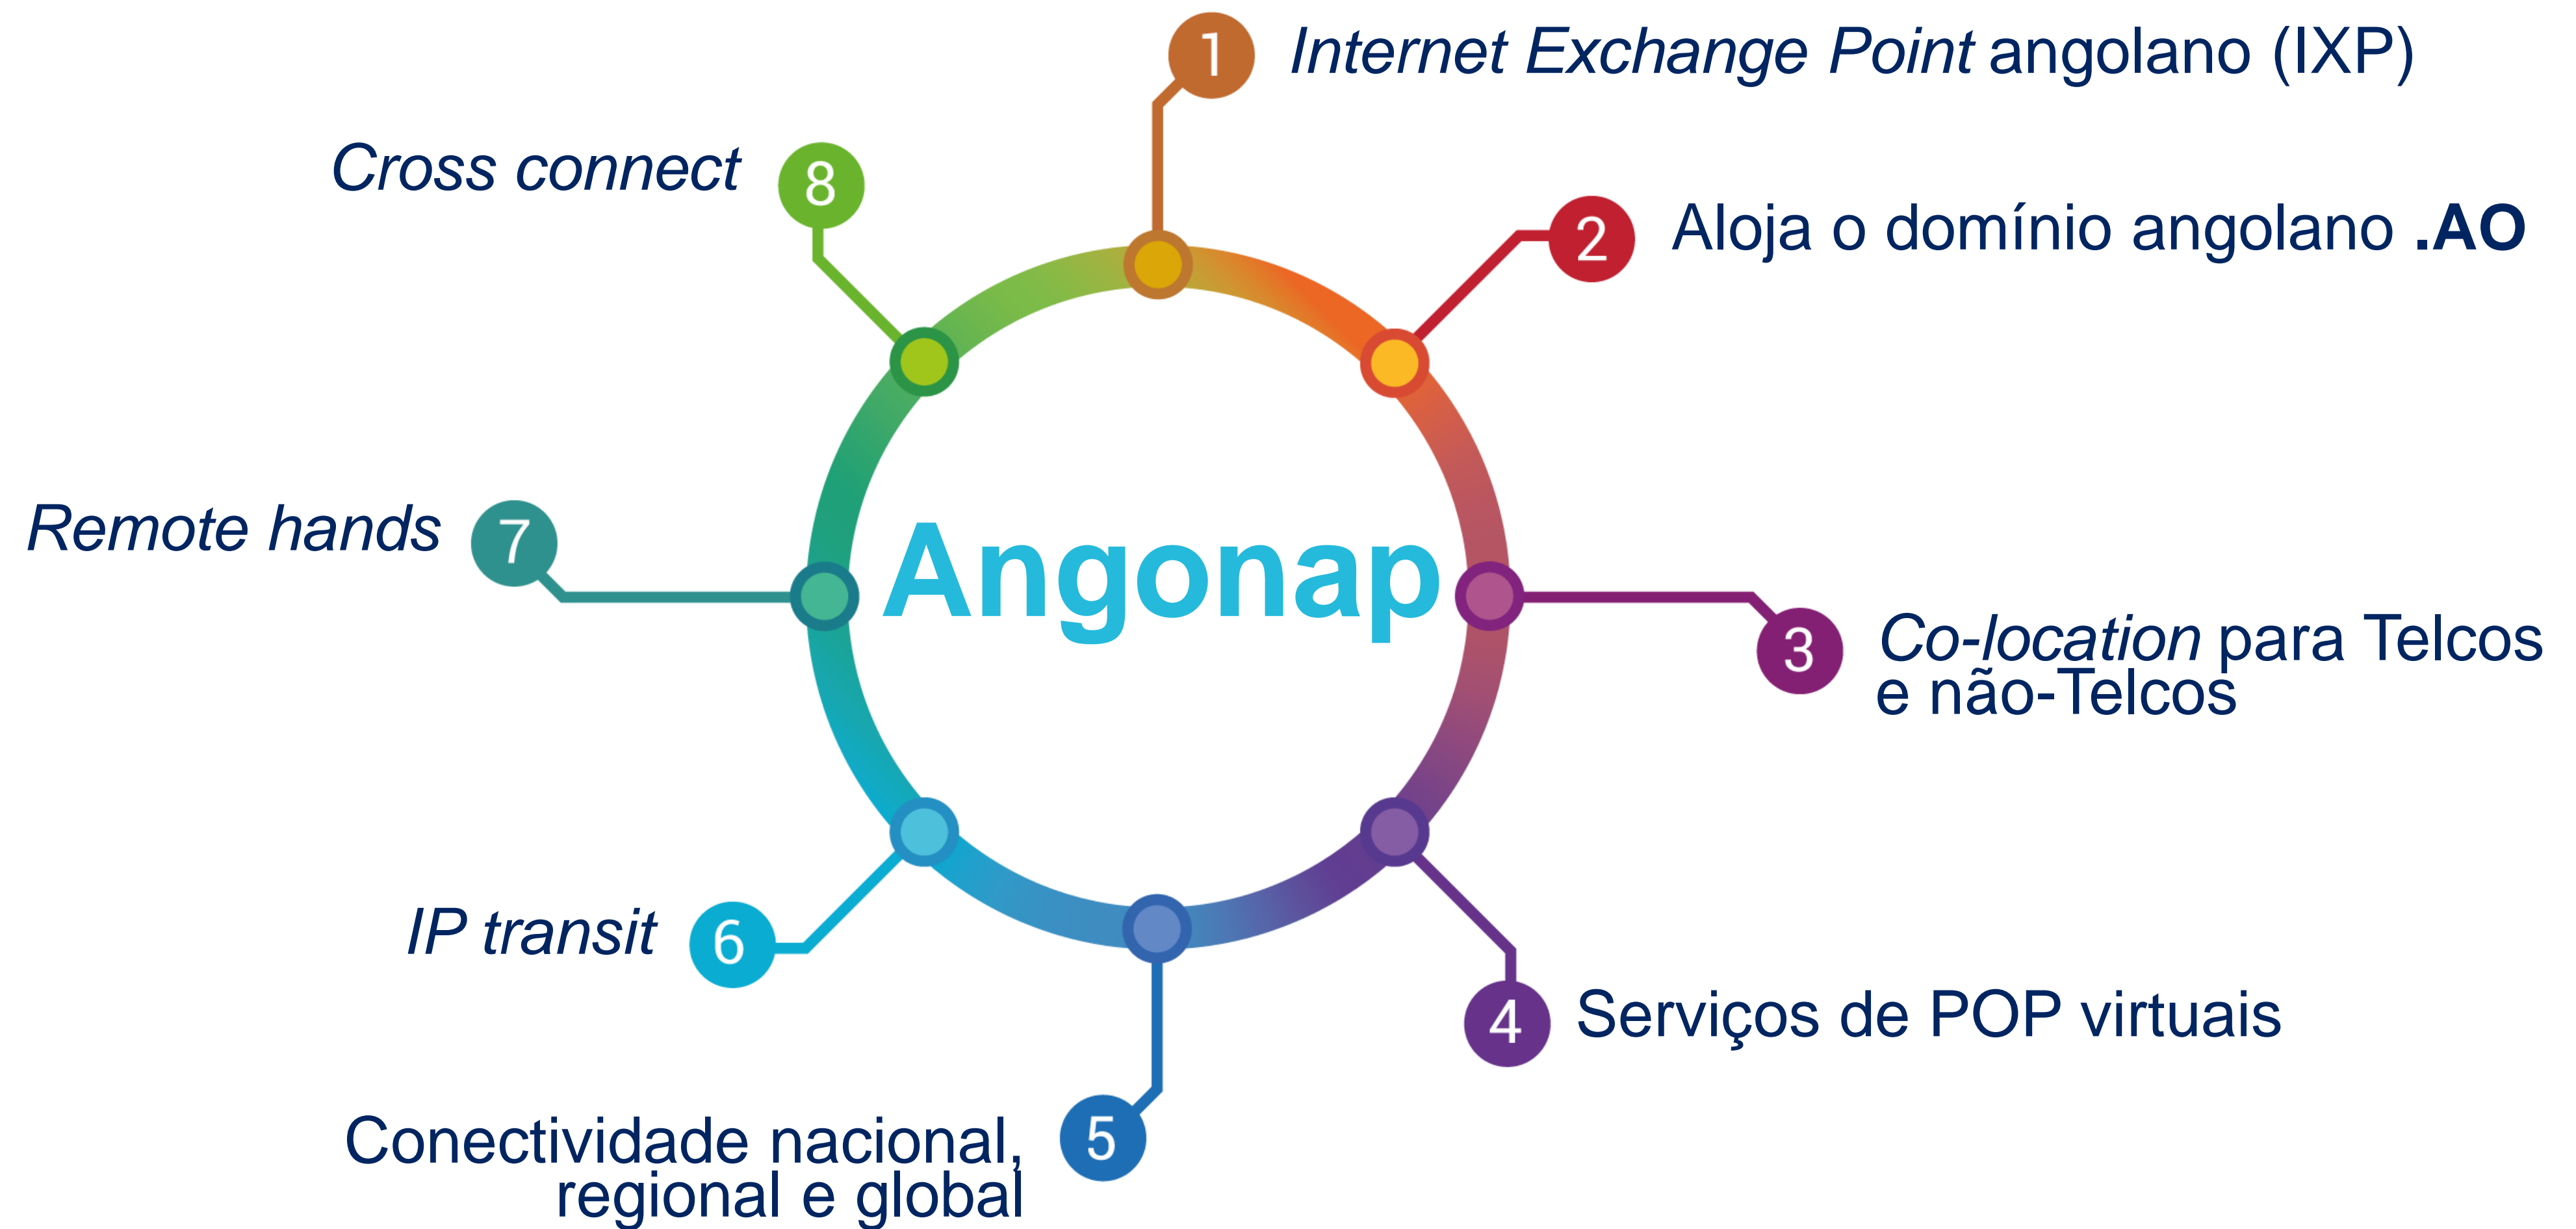 1 Internet Exchange Point angolano (IXP)
2 Aloja o domínio angolano .AO
3 Co-location para Telcos
e não-Telcos
4 Serviços de POP virtuais
5 Conectividade nacional,
regional e global
6 IP transit
7 Remote hands
8 Cross connect
Angonap